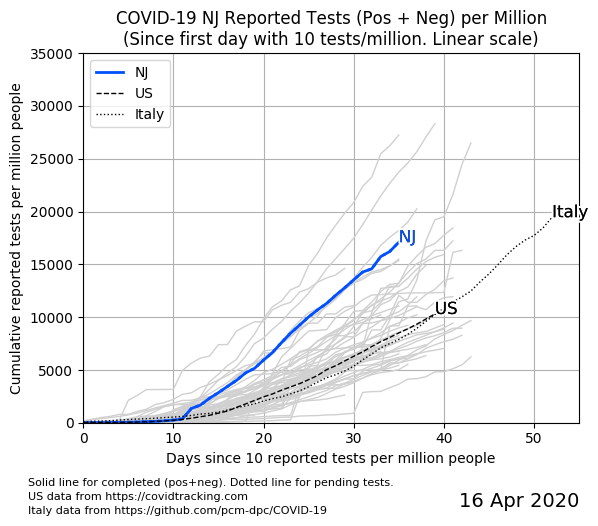 COVID-19 NJ Reported Tests (Pos + Neg) per Million
(Since first day with 10 tests/million. Linear scale)
Cumulative reported tests per million people
35000
30000
25000
20000
15000
10000
5000
0
NJ
US
Italy
Italy
NJ
US
0 10 20 30 40 50
Days since 10 reported tests per million people
Solid line for completed (pos+neg). Dotted line for pending tests.
US data from https://covidtracking.com
Italy data from https://github.com/pcm-dpc/COVID-19
16 Apr 2020